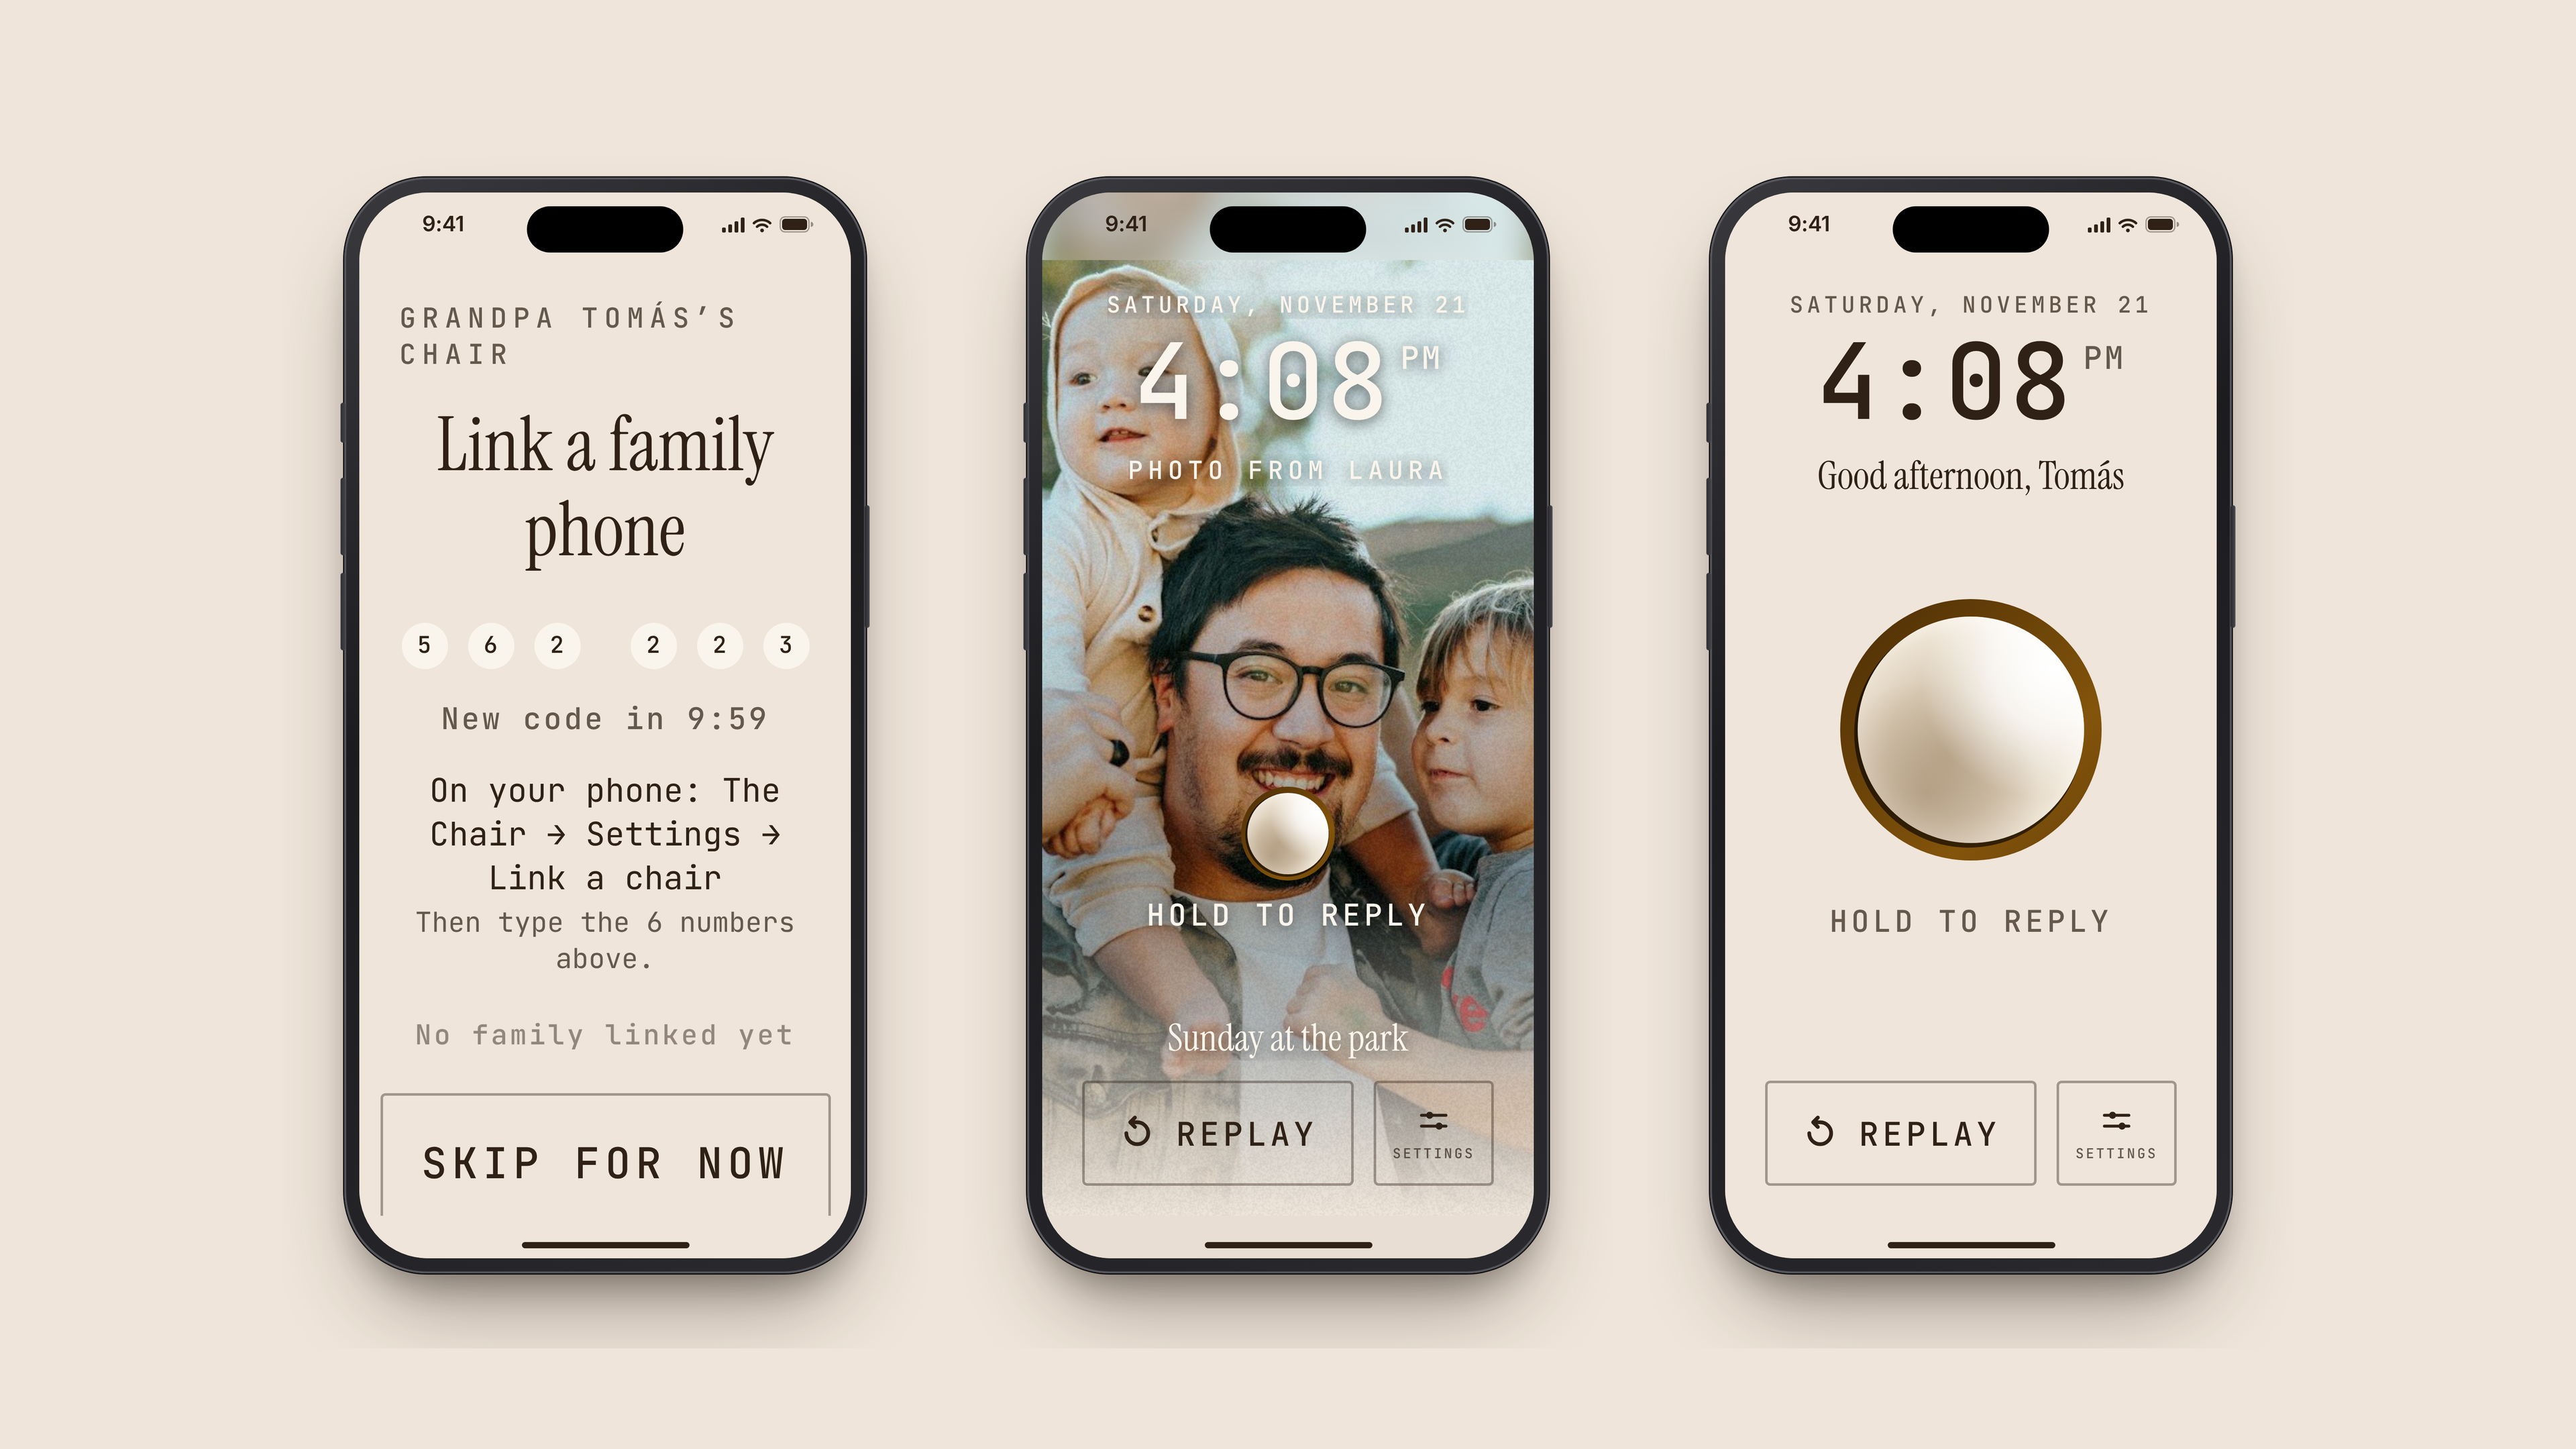 9:41
GRANDPA TOMÁS’S
CHAIR
Link a family
phone
5 6 2 2 2 3
New code in 9:59
On your phone: The
Chair → Settings →
Link a chair
Then type the 6 numbers
above.
No family linked yet
SKIP FOR NOW
9:41
SATURDAY, NOVEMBER 21
4:08 PM
PHOTO FROM LAURA
HOLD TO REPLY
Sunday at the park
REPLAY
SETTINGS
9:41
SATURDAY, NOVEMBER 21
4:08 PM
Good afternoon, Tomás
HOLD TO REPLY
REPLAY
SETTINGS